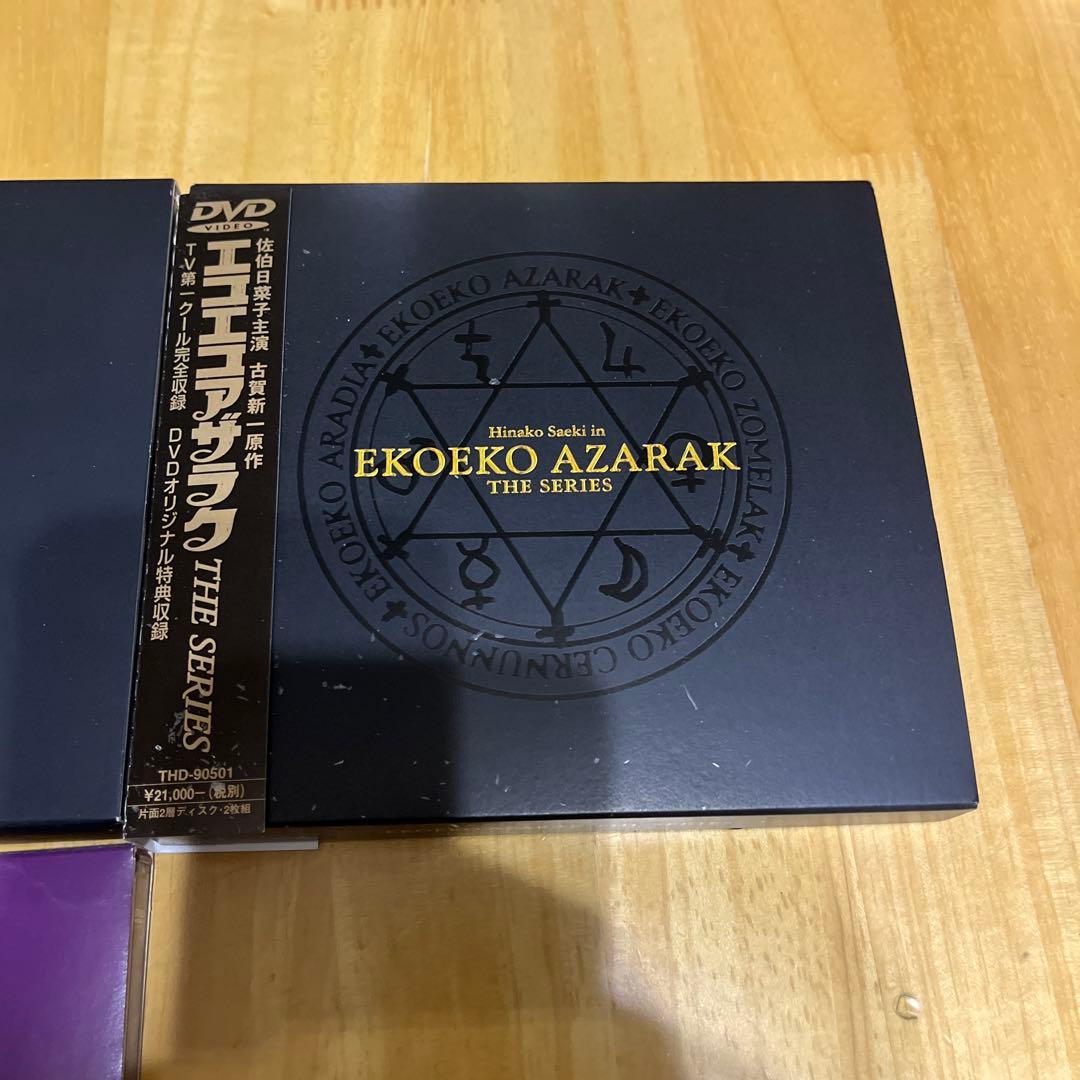 DVD
VIDEO
佐伯日菜子主演 古賀新一原作
エコエコアザラク THE SERIES
TV第一クール完全収録 DVDオリジナル特典収録
THD-90501
¥21,000-(税別)
片面2層ディスク・2枚組
EKOEKO AZARAK EKOEKO ZOMELAK EKOEKO CERNUNNOS EKOEKO ARADIA
Hinako Saeki in
EKOEKO AZARAK
THE SERIES